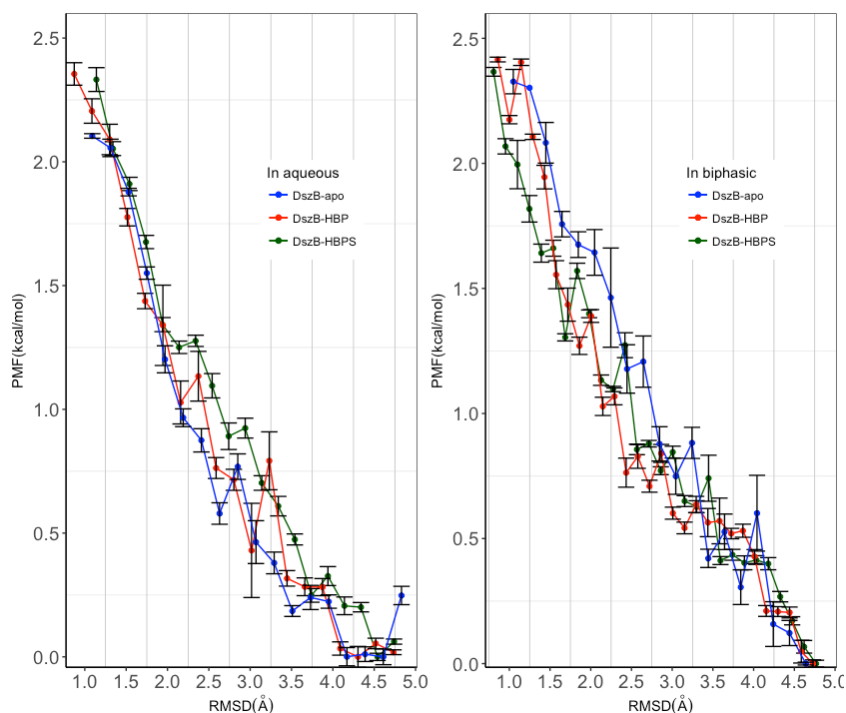 2.5
2.0
1.5
1.0
0.5
0.0
PMF(kcal/mol)
In aqueous
DszB-apo
DszB-HBP
DszB-HBPS
1.0 1.5 2.0 2.5 3.0 3.5 4.0 4.5 5.0
RMSD(Å)
2.5
2.0
1.5
1.0
0.5
0.0
PMF(kcal/mol)
In biphasic
DszB-apo
DszB-HBP
DszB-HBPS
1.0 1.5 2.0 2.5 3.0 3.5 4.0 4.5 5.0
RMSD(Å)